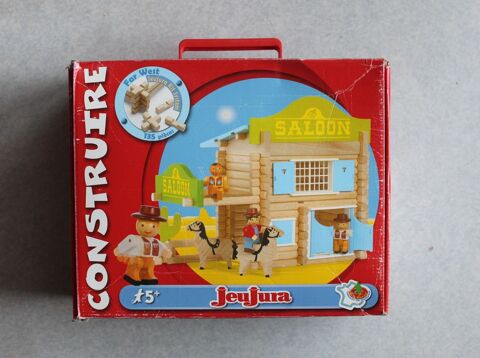 CONSTRUIRE
Far West
135 pièces
SALOON
SALOON
5+
JeuJura